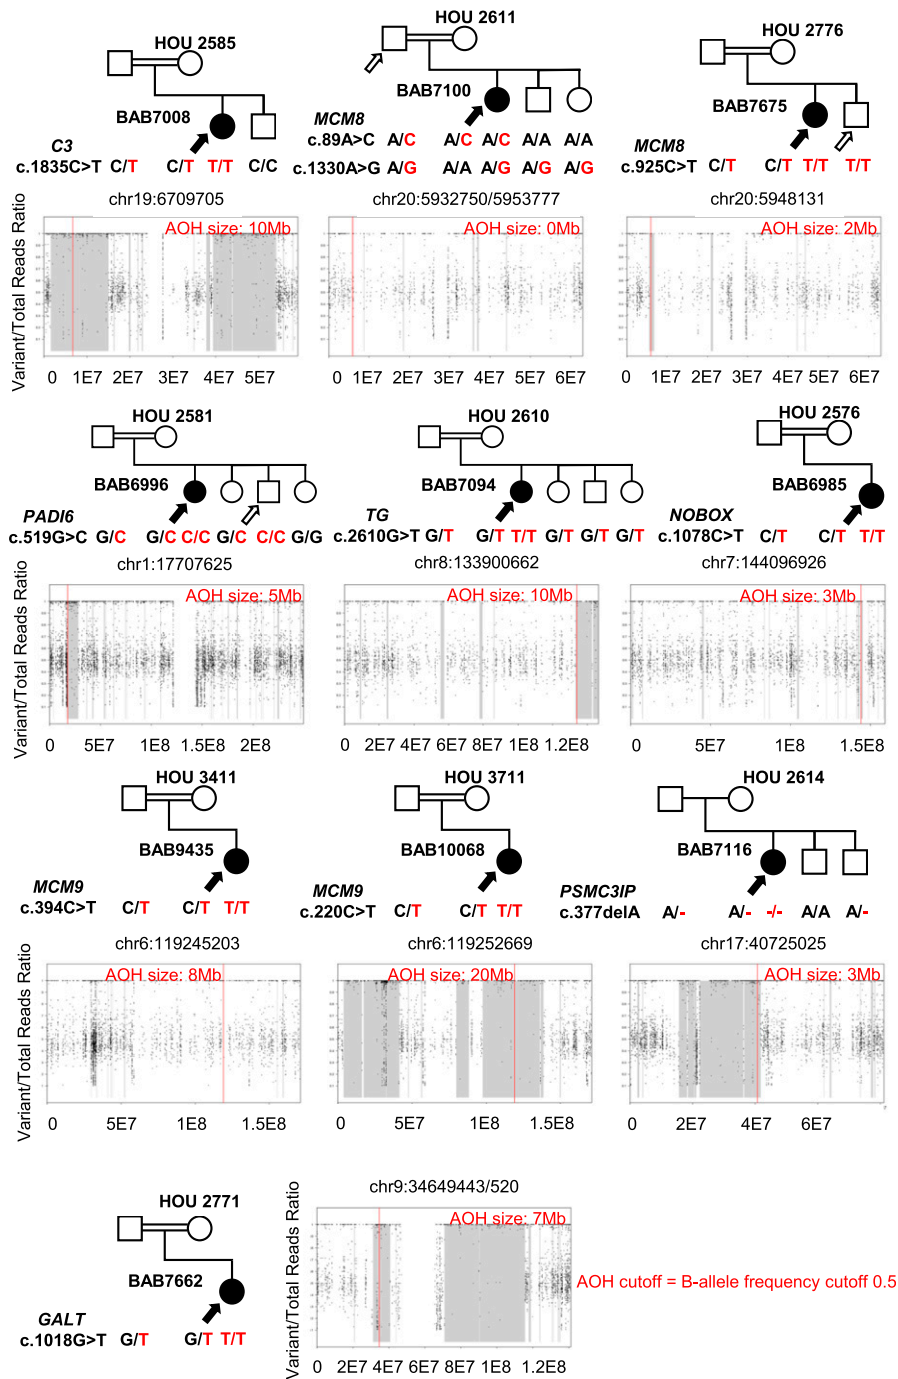 HOU 2585
BAB7008
C3
c.1835C>T C/T C/T T/T C/C
chr19:6709705
AOH size: 10Mb
Variant/Total Reads Ratio
0 1E7 2E7 3E7 4E7 5E7
HOU 2611
BAB7100
MCM8
c.89A>C A/C A/C A/C A/A A/A
c.1330A>G A/G A/A A/G A/G A/G
chr20:5932750/5953777
AOH size: 0Mb
0 1E7 2E7 3E7 4E7 5E7 6E7
HOU 2776
BAB7675
MCM8
c.925C>T C/T C/T T/T T/T
chr20:5948131
AOH size: 2Mb
0 1E7 2E7 3E7 4E7 5E7 6E7
HOU 2581
BAB6996
PADI6
c.519G>C G/C G/C C/C G/C C/C G/G
chr1:17707625
AOH size: 5Mb
Variant/Total Reads Ratio
0 5E7 1E8 1.5E8 2E8
HOU 2610
BAB7094
TG
c.2610G>T G/T G/T T/T G/T G/T G/T
chr8:133900662
AOH size: 10Mb
0 2E7 4E7 6E7 8E7 1E8 1.2E8
HOU 2576
BAB6985
NOBOX
c.1078C>T C/T C/T T/T
chr7:144096926
AOH size: 3Mb
0 5E7 1E8 1.5E8
HOU 3411
BAB9435
MCM9
c.394C>T C/T C/T T/T
chr6:119245203
AOH size: 8Mb
Variant/Total Reads Ratio
0 5E7 1E8 1.5E8
HOU 3711
BAB10068
MCM9
c.220C>T C/T C/T T/T
chr6:119252669
AOH size: 20Mb
0 5E7 1E8 1.5E8
HOU 2614
BAB7116
PSMC3IP
c.377delA A/- A/- -/- A/A A/-
chr17:40725025
AOH size: 3Mb
0 2E7 4E7 6E7
HOU 2771
BAB7662
GALT
c.1018G>T G/T G/T T/T
chr9:34649443/520
AOH size: 7Mb
Variant/Total Reads Ratio
0 2E7 4E7 6E7 8E7 1E8 1.2E8
AOH cutoff = B-allele frequency cutoff 0.5